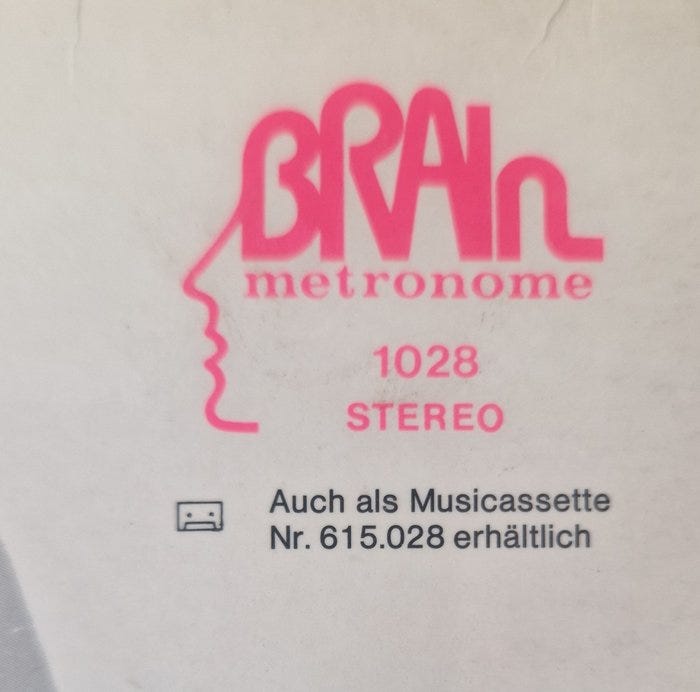 BRAIn
metronome
1028
STEREO
Auch als Musicassette
Nr. 615.028 erhältlich